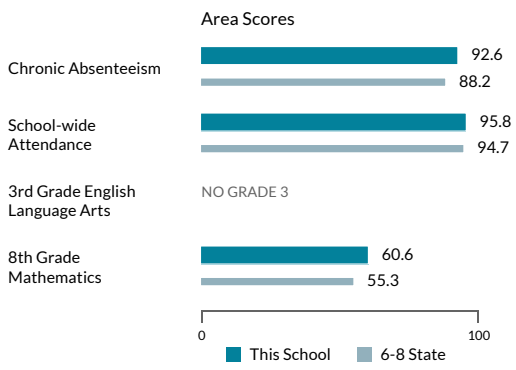 Area Scores
Chronic Absenteeism
92.6
88.2
School-wide
Attendance
95.8
94.7
3rd Grade English
Language Arts
NO GRADE 3
8th Grade
Mathematics
60.6
55.3
0
100
This School
6-8 State